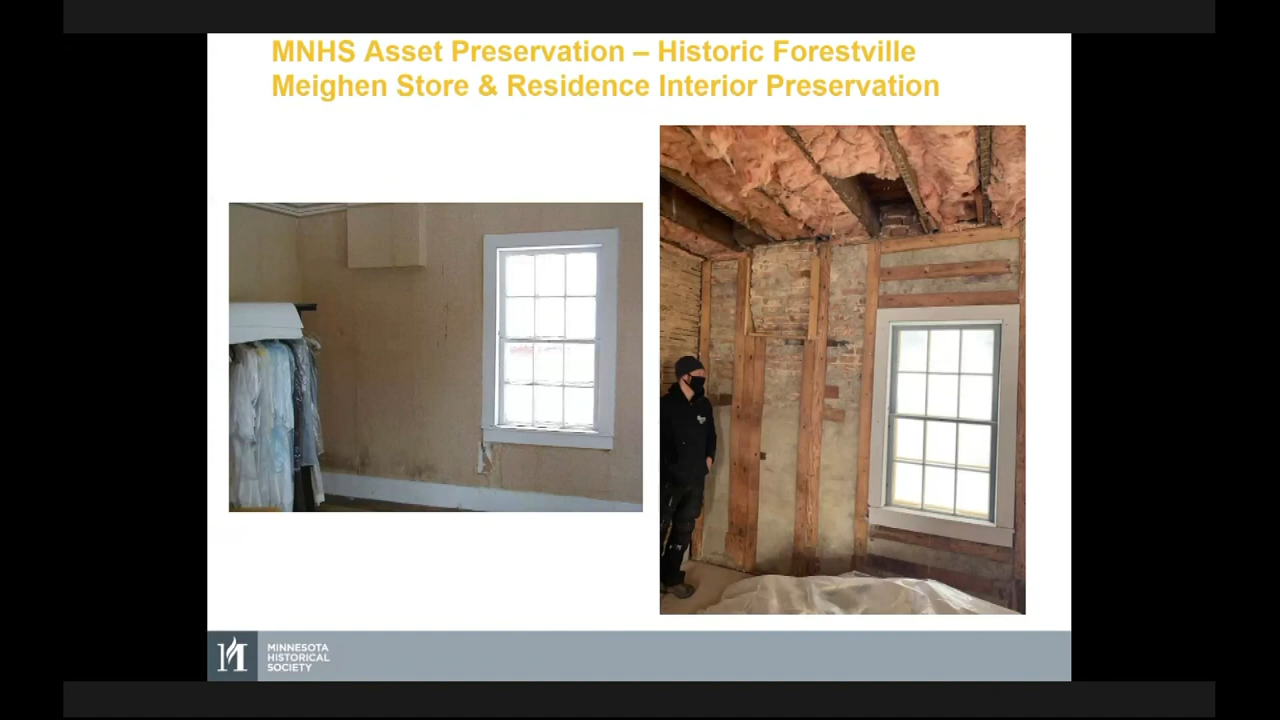 MNHS Asset Preservation – Historic Forestville
Meighen Store & Residence Interior Preservation
MINNESOTA
HISTORICAL
SOCIETY